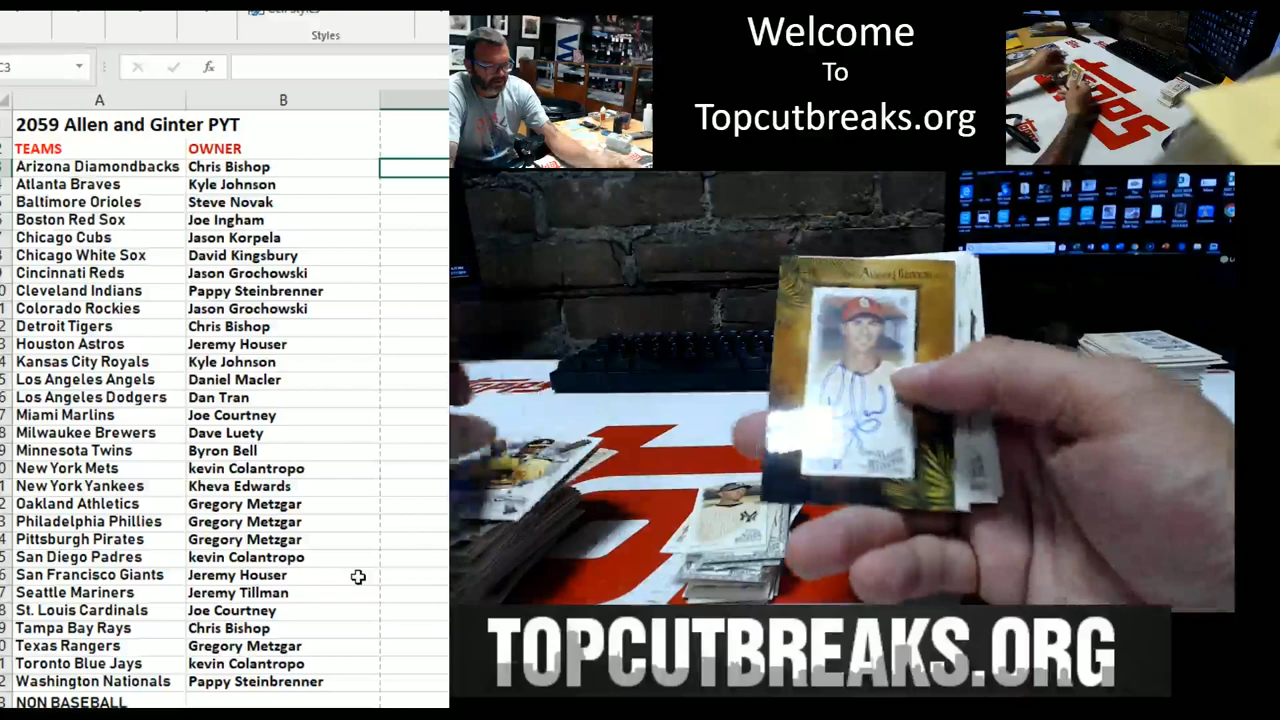 Styles
C3
fx
A B
2059 Allen and Ginter PYT
TEAMS OWNER
Arizona Diamondbacks Chris Bishop
Atlanta Braves Kyle Johnson
Baltimore Orioles Steve Novak
Boston Red Sox Joe Ingham
Chicago Cubs Jason Korpela
Chicago White Sox David Kingsbury
Cincinnati Reds Jason Grochowski
Cleveland Indians Pappy Steinbrenner
Colorado Rockies Jason Grochowski
Detroit Tigers Chris Bishop
Houston Astros Jeremy Houser
Kansas City Royals Kyle Johnson
Los Angeles Angels Daniel Macler
Los Angeles Dodgers Dan Tran
Miami Marlins Joe Courtney
Milwaukee Brewers Dave Luety
Minnesota Twins Byron Bell
New York Mets kevin Colantropo
New York Yankees Kheva Edwards
Oakland Athletics Gregory Metzgar
Philadelphia Phillies Gregory Metzgar
Pittsburgh Pirates Gregory Metzgar
San Diego Padres kevin Colantropo
San Francisco Giants Jeremy Houser
Seattle Mariners Jeremy Tillman
St. Louis Cardinals Joe Courtney
Tampa Bay Rays Chris Bishop
Texas Rangers Gregory Metzgar
Toronto Blue Jays kevin Colantropo
Washington Nationals Pappy Steinbrenner
NON BASEBALL
Welcome
To
Topcutbreaks.org
Topps
TOPCUTBREAKS.ORG